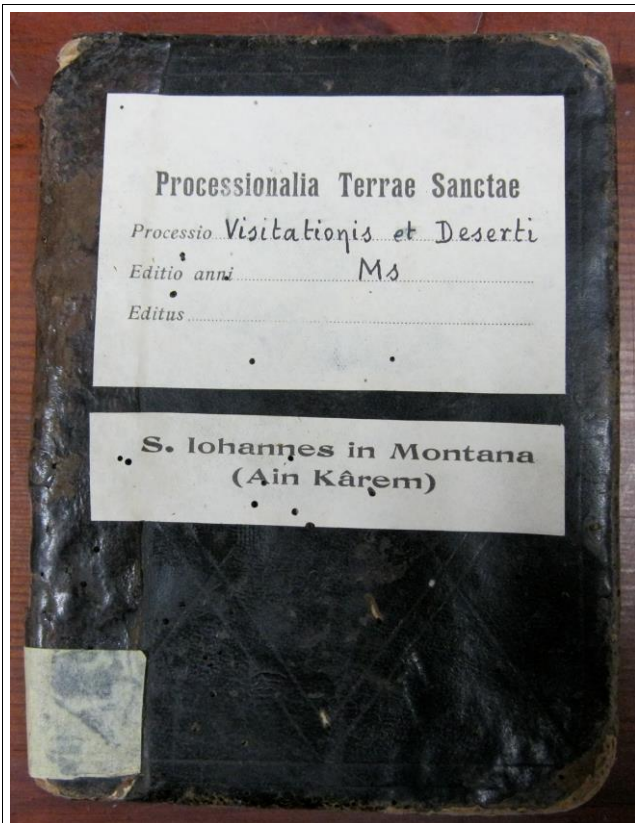 Processionalia Terrae Sanctae
Processio Visitationis et Deserti
Editio anni Ms
Editus
S. Iohannes in Montana
(Ain Kârem)